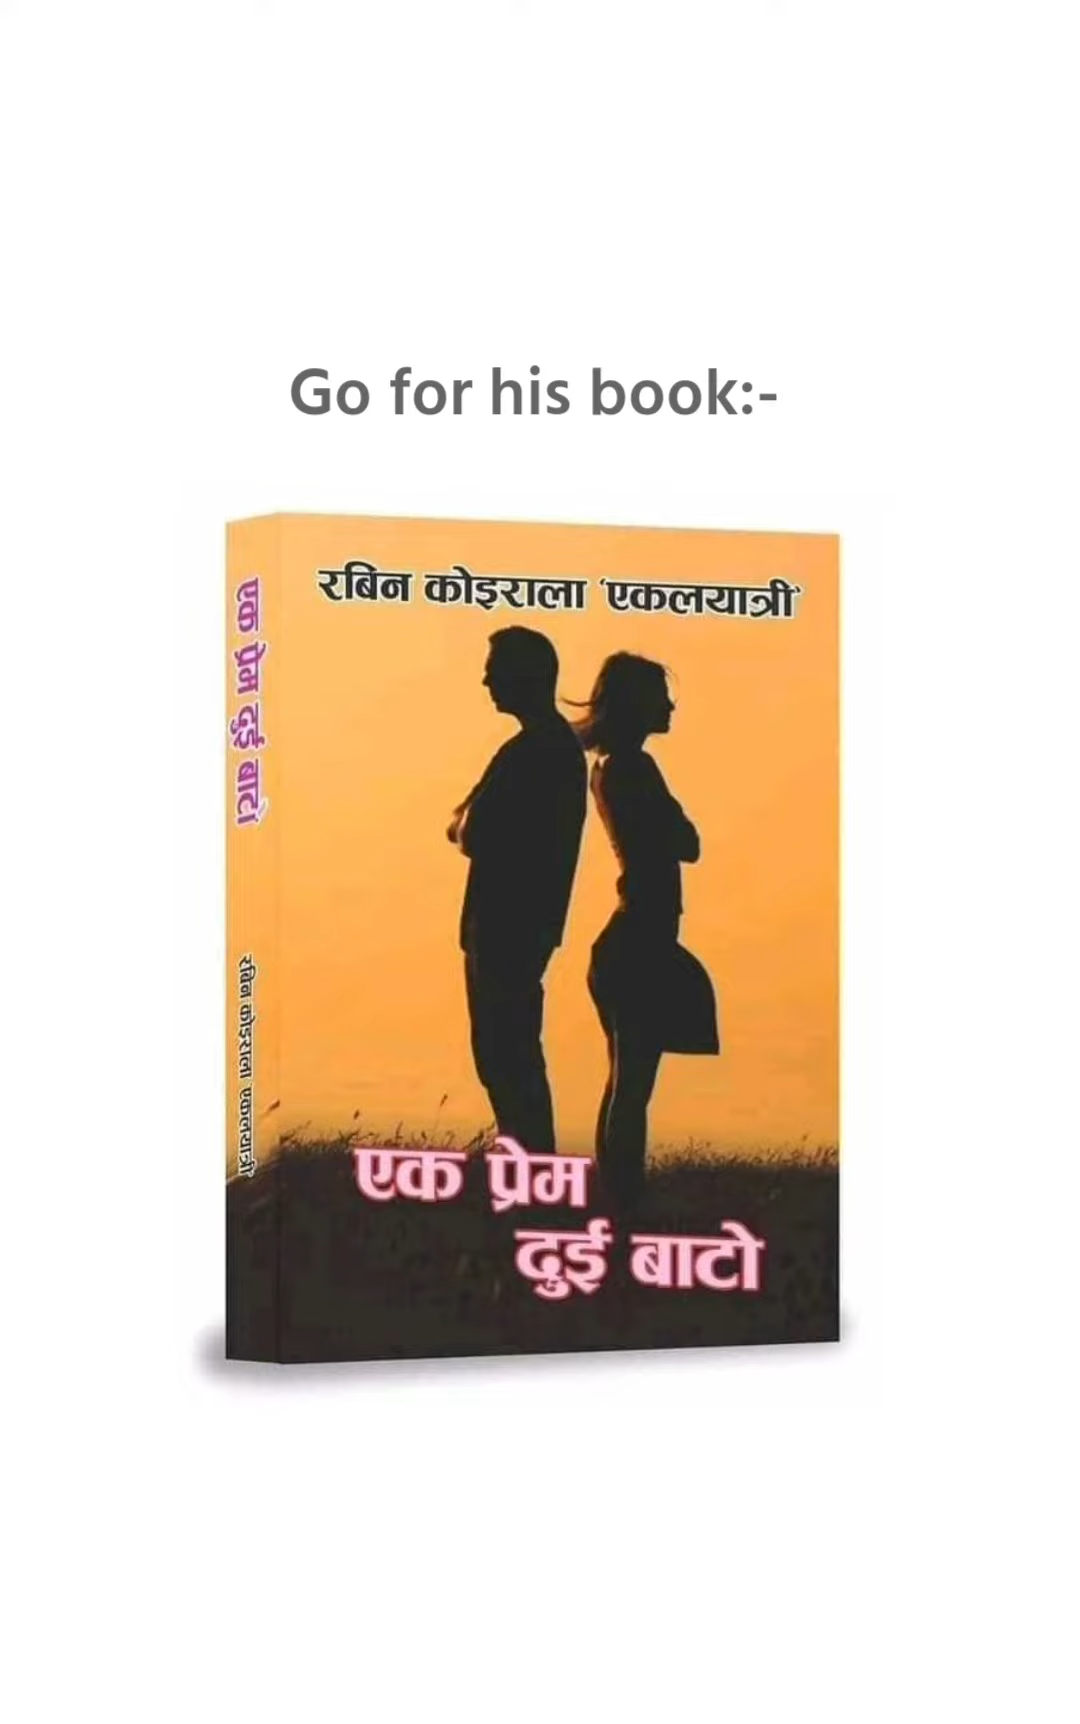 Go for his book:-
रबिन कोइराला 'एकलयात्री'
एक प्रेम
दुई बाटो
एक प्रेम दुई बाटो
रबिन कोइराला एकलयात्री